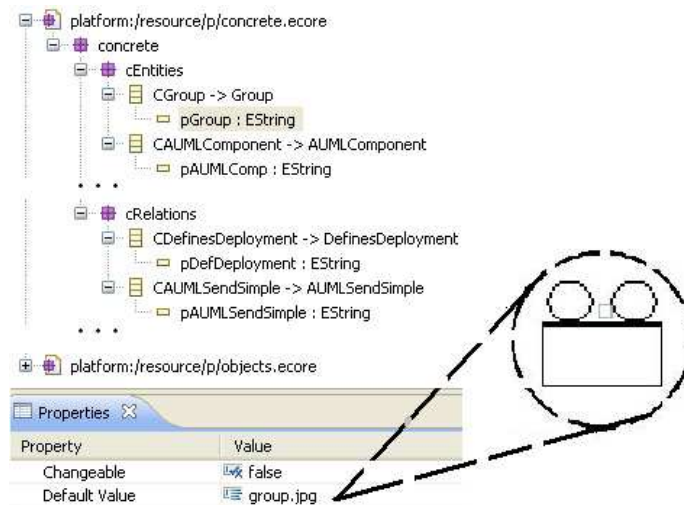 platform:/resource/p/concrete.ecore
concrete
cEntities
CGroup -> Group
pGroup : EString
CAUMLComponent -> AUMLComponent
pAUMLComp : EString
. . .
cRelations
CDefinesDeployment -> DefinesDeployment
pDefDeployment : EString
CAUMLSendSimple -> AUMLSendSimple
pAUMLSendSimple : EString
. . .
platform:/resource/p/objects.ecore
Properties
Property Value
Changeable false
Default Value group.jpg